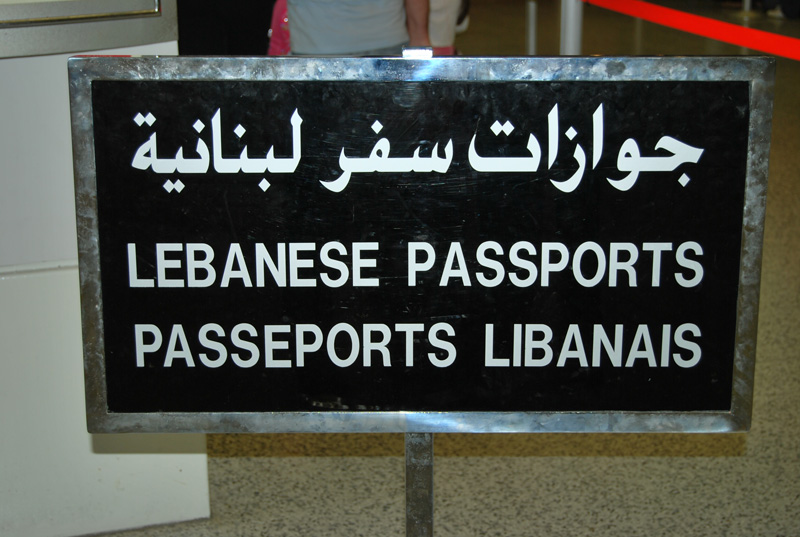 جوازات سفر لبنانية
LEBANESE PASSPORTS
PASSEPORTS LIBANAIS